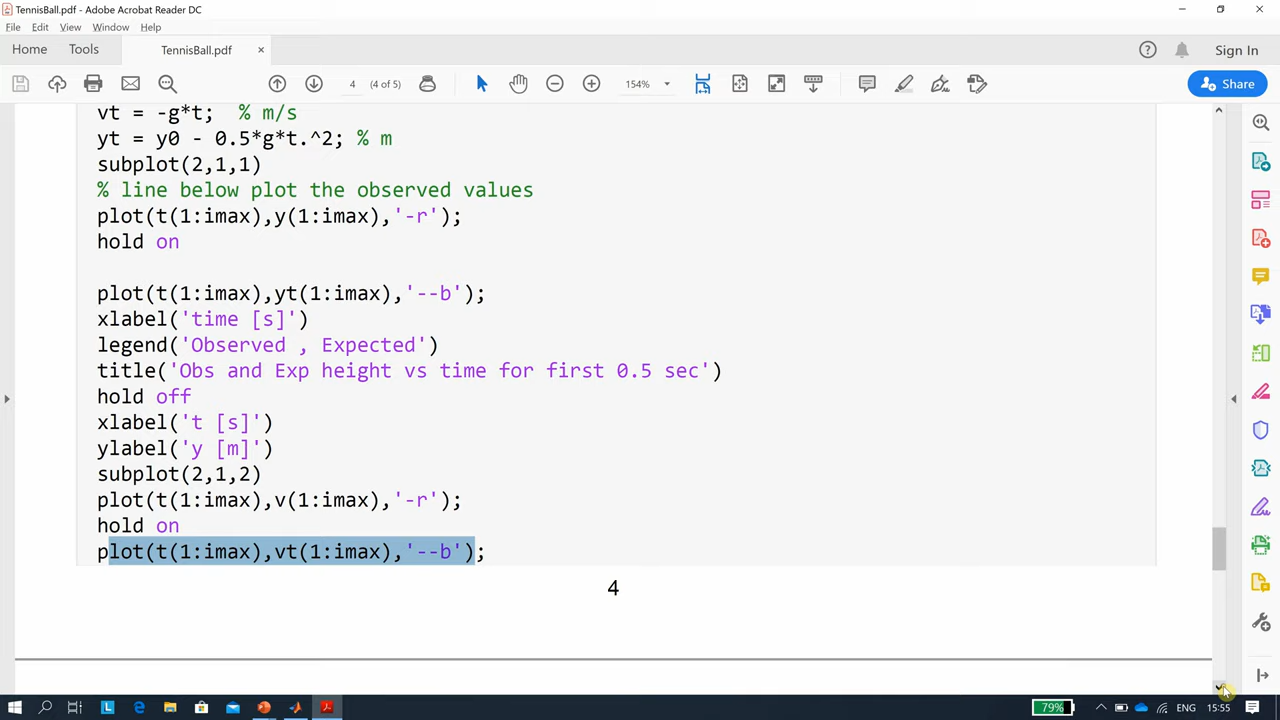 TennisBall.pdf - Adobe Acrobat Reader DC
File Edit View Window Help
Home Tools TennisBall.pdf × Sign In
4 (4 of 5) 154% Share
vt = -g*t; % m/s
yt = y0 - 0.5*g*t.^2; % m
subplot(2,1,1)
% line below plot the observed values
plot(t(1:imax),y(1:imax),'-r');
hold on
plot(t(1:imax),yt(1:imax),'--b');
xlabel('time [s]')
legend('Observed , Expected')
title('Obs and Exp height vs time for first 0.5 sec')
hold off
xlabel('t [s]')
ylabel('y [m]')
subplot(2,1,2)
plot(t(1:imax),v(1:imax),'-r');
hold on
plot(t(1:imax),vt(1:imax),'--b');
4
79% ENG 15:55